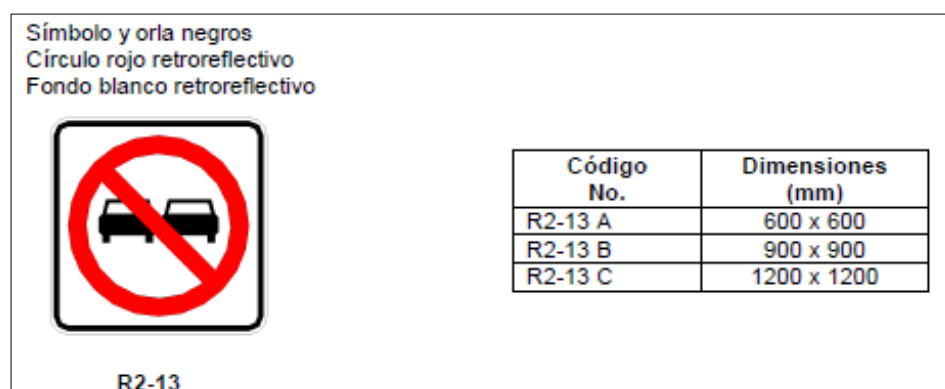 Símbolo y orla negros
Círculo rojo retroreflectivo
Fondo blanco retroreflectivo
Código No. Dimensiones (mm)
R2-13 A 600 x 600
R2-13 B 900 x 900
R2-13 C 1200 x 1200
R2-13